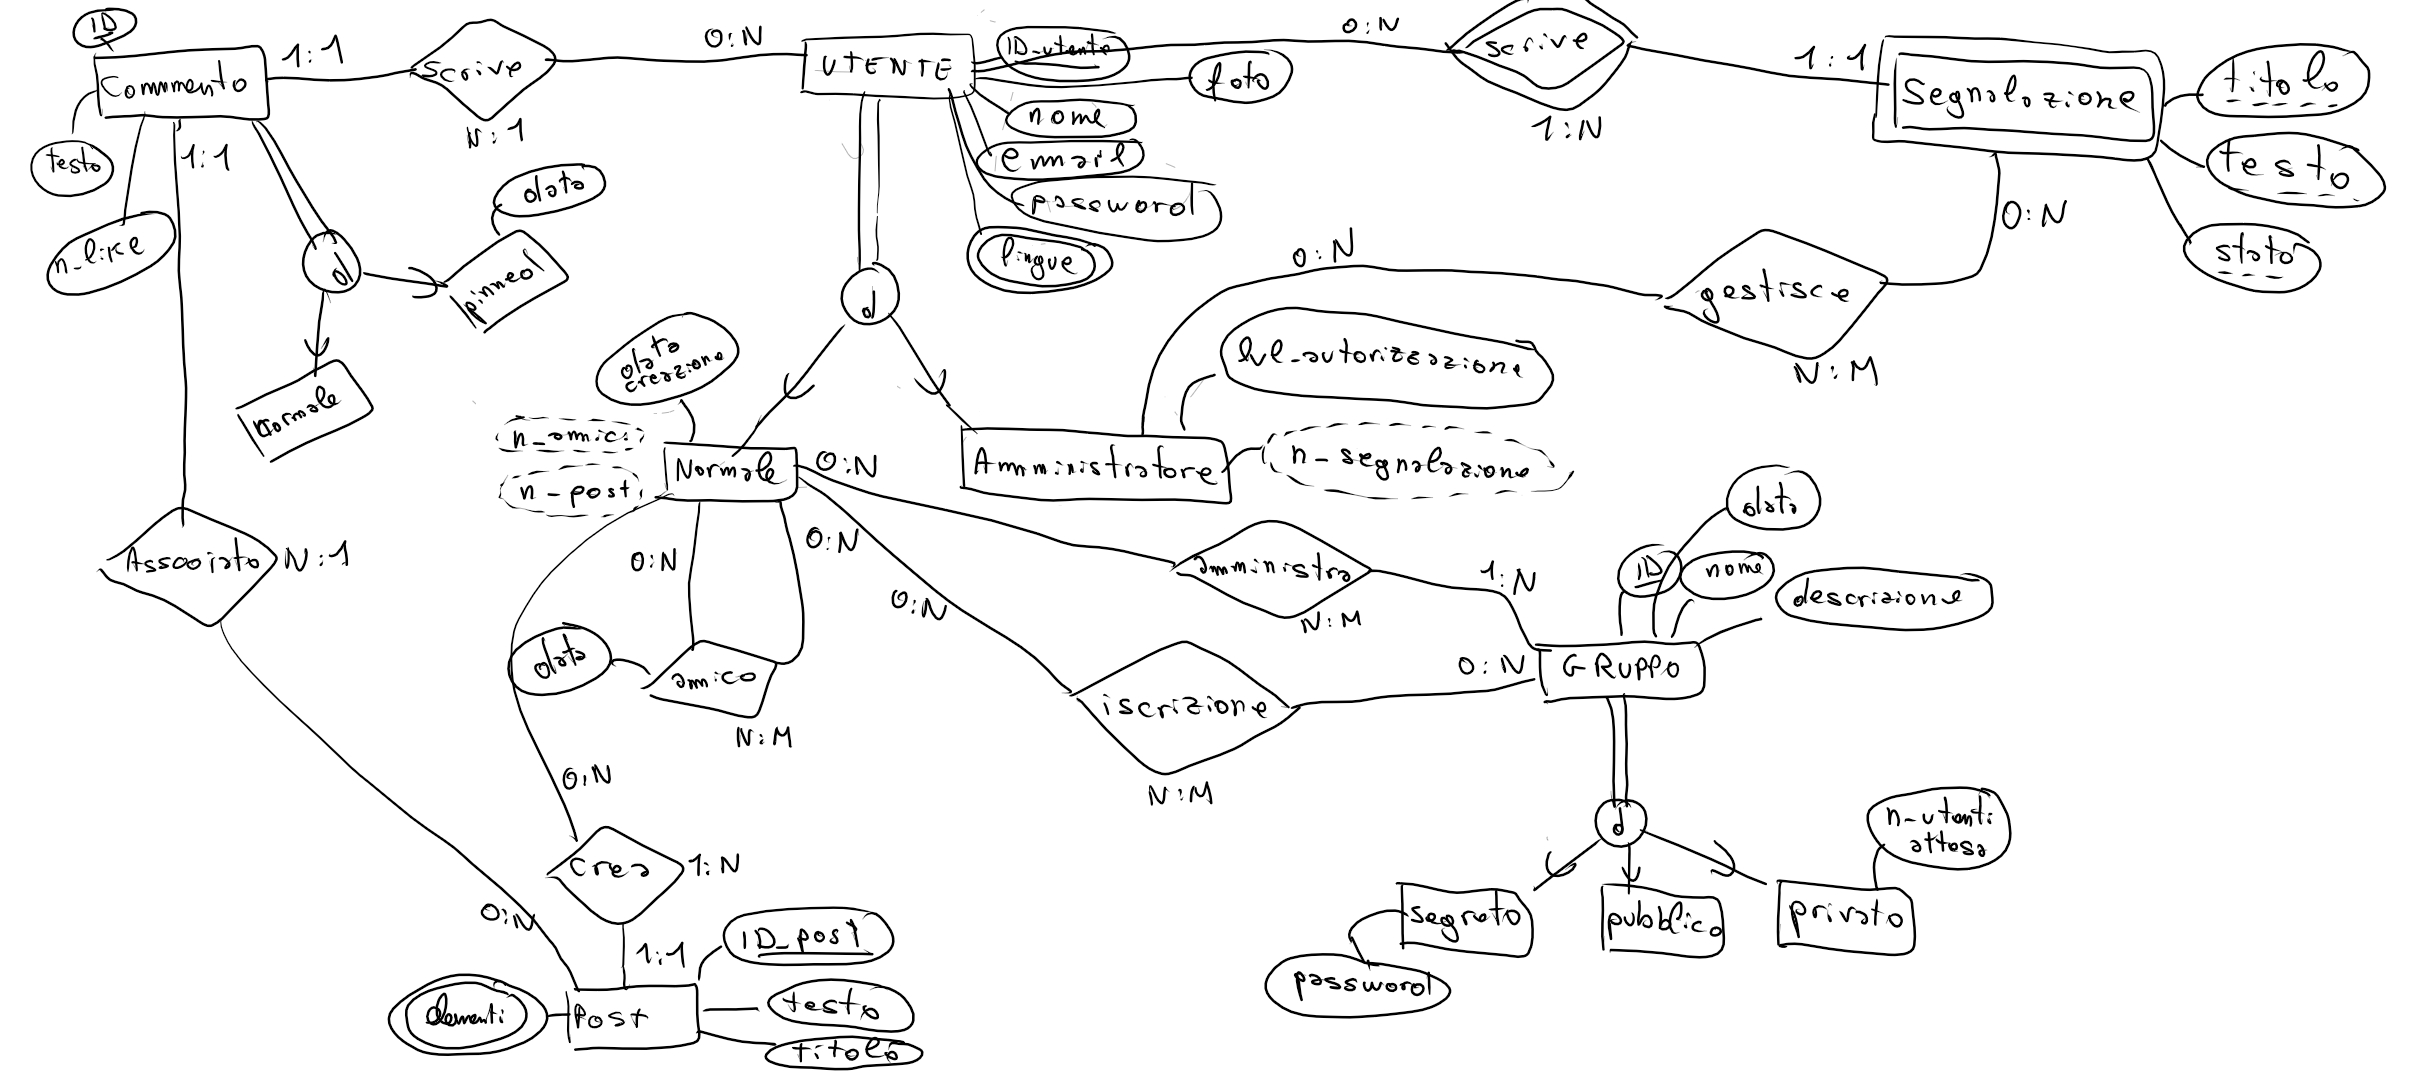 ID
Commento
1:1
scrive
N:1
0:N
UTENTE
ID_utente
foto
nome
email
password
lingue
0:N
scrive
1:N
1:1
Segnalazione
titolo
testo
stato
testo
n_like
1:1
d
data
pinned
Normale
d
0:N
gestisce
0:N
N:M
data
creazione
n_amici
n_post
Normale
0:N
lvl_autorizzazione
Amministratore
n_segnalazione
Associato
N:1
0:N
0:N
0:N
amministra
N:M
1:N
data
ID
nome
descrizione
GRUPPO
0:N
data
amico
N:M
iscrizione
N:M
0:N
crea
1:N
0:N
1:1
ID_post
elementi
Post
testo
titolo
d
n_utenti
attesa
segreto
pubblico
privato
password